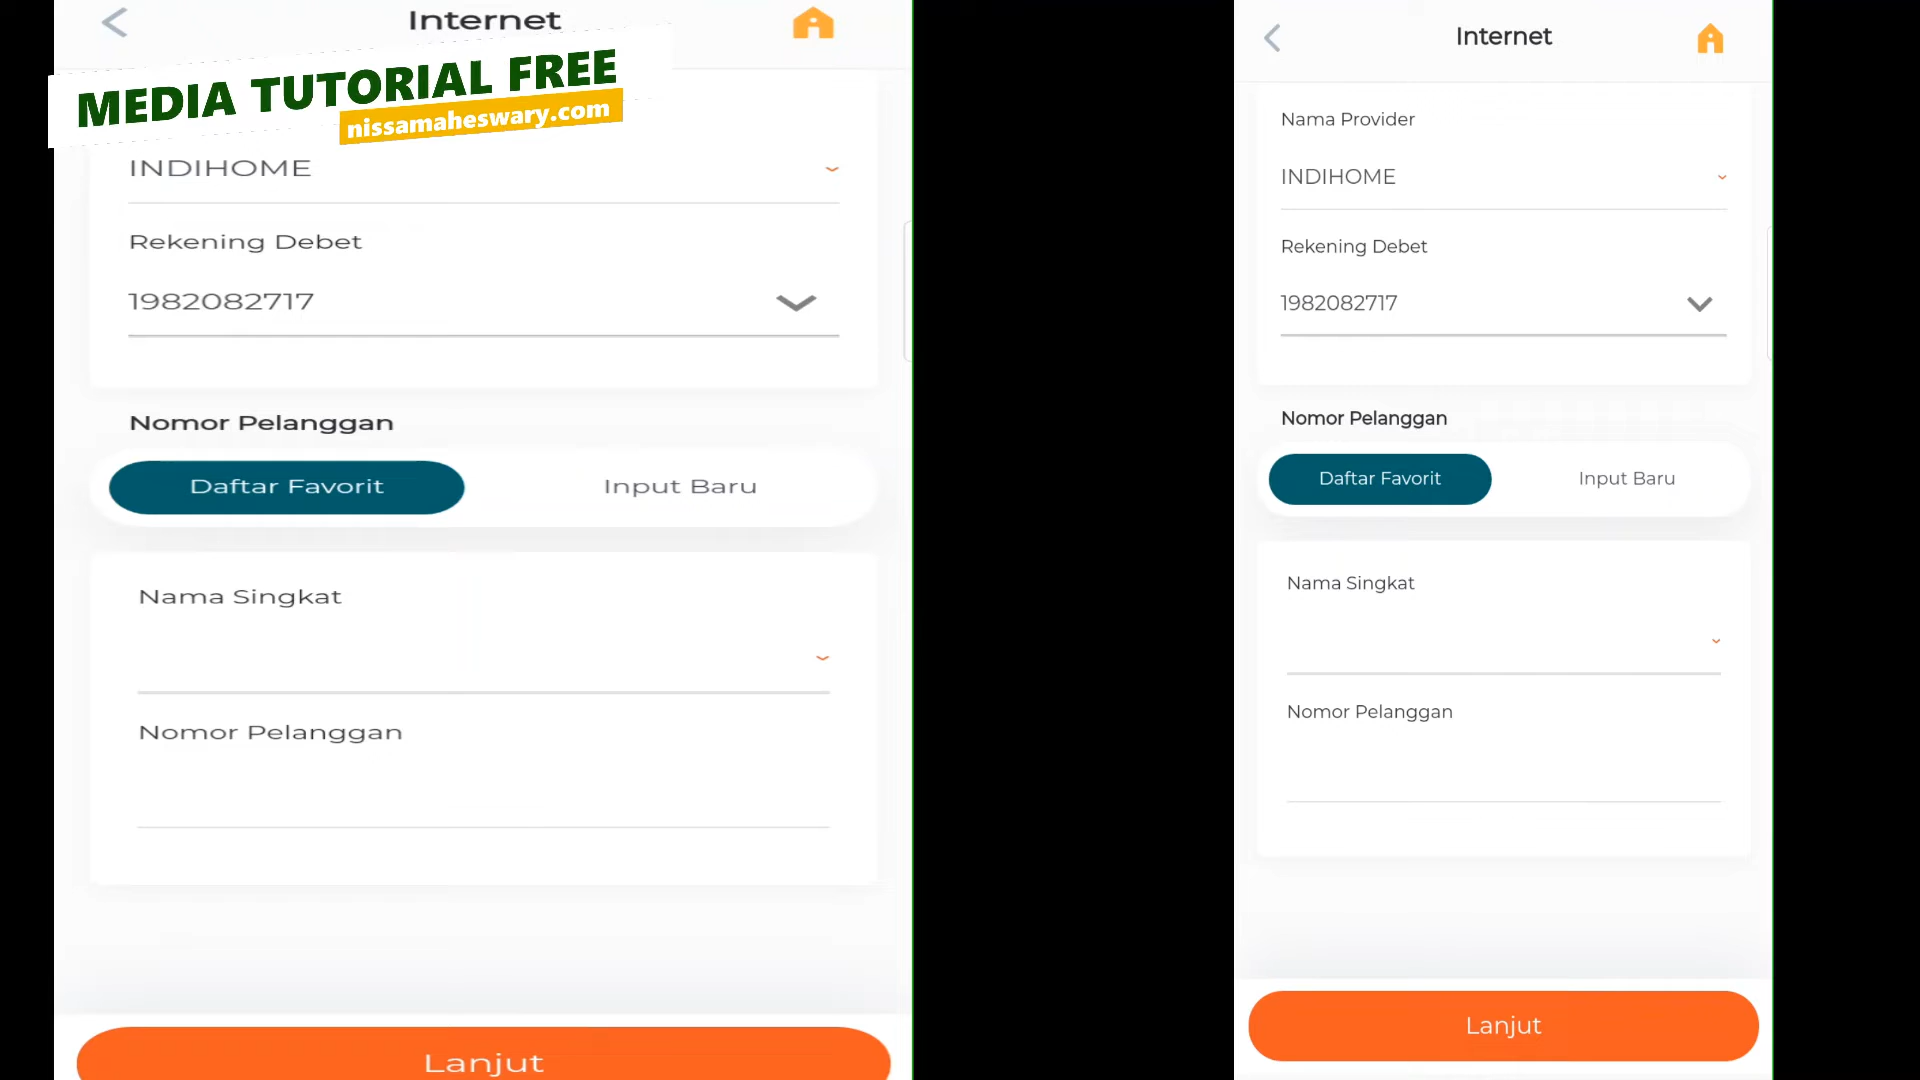 Internet
MEDIA TUTORIAL FREE
nissamaheswary.com
INDIHOME
Rekening Debet
1982082717
Nomor Pelanggan
Daftar Favorit
Input Baru
Nama Singkat
Nomor Pelanggan
Lanjut
Internet
Nama Provider
INDIHOME
Rekening Debet
1982082717
Nomor Pelanggan
Daftar Favorit
Input Baru
Nama Singkat
Nomor Pelanggan
Lanjut